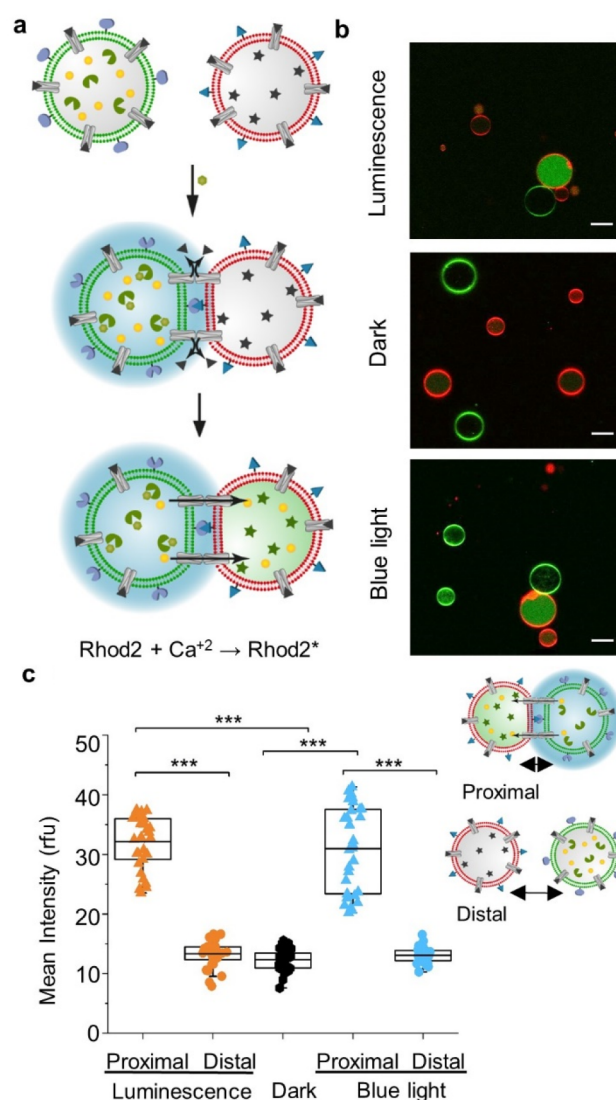 a
b
Luminescence
Dark
Blue light
Rhod2 + Ca⁺² → Rhod2*
c
***
***
***
***
Mean Intensity (rfu)
50
40
30
20
10
0
Proximal Distal
Proximal Distal
Luminescence Dark Blue light
Proximal
Distal